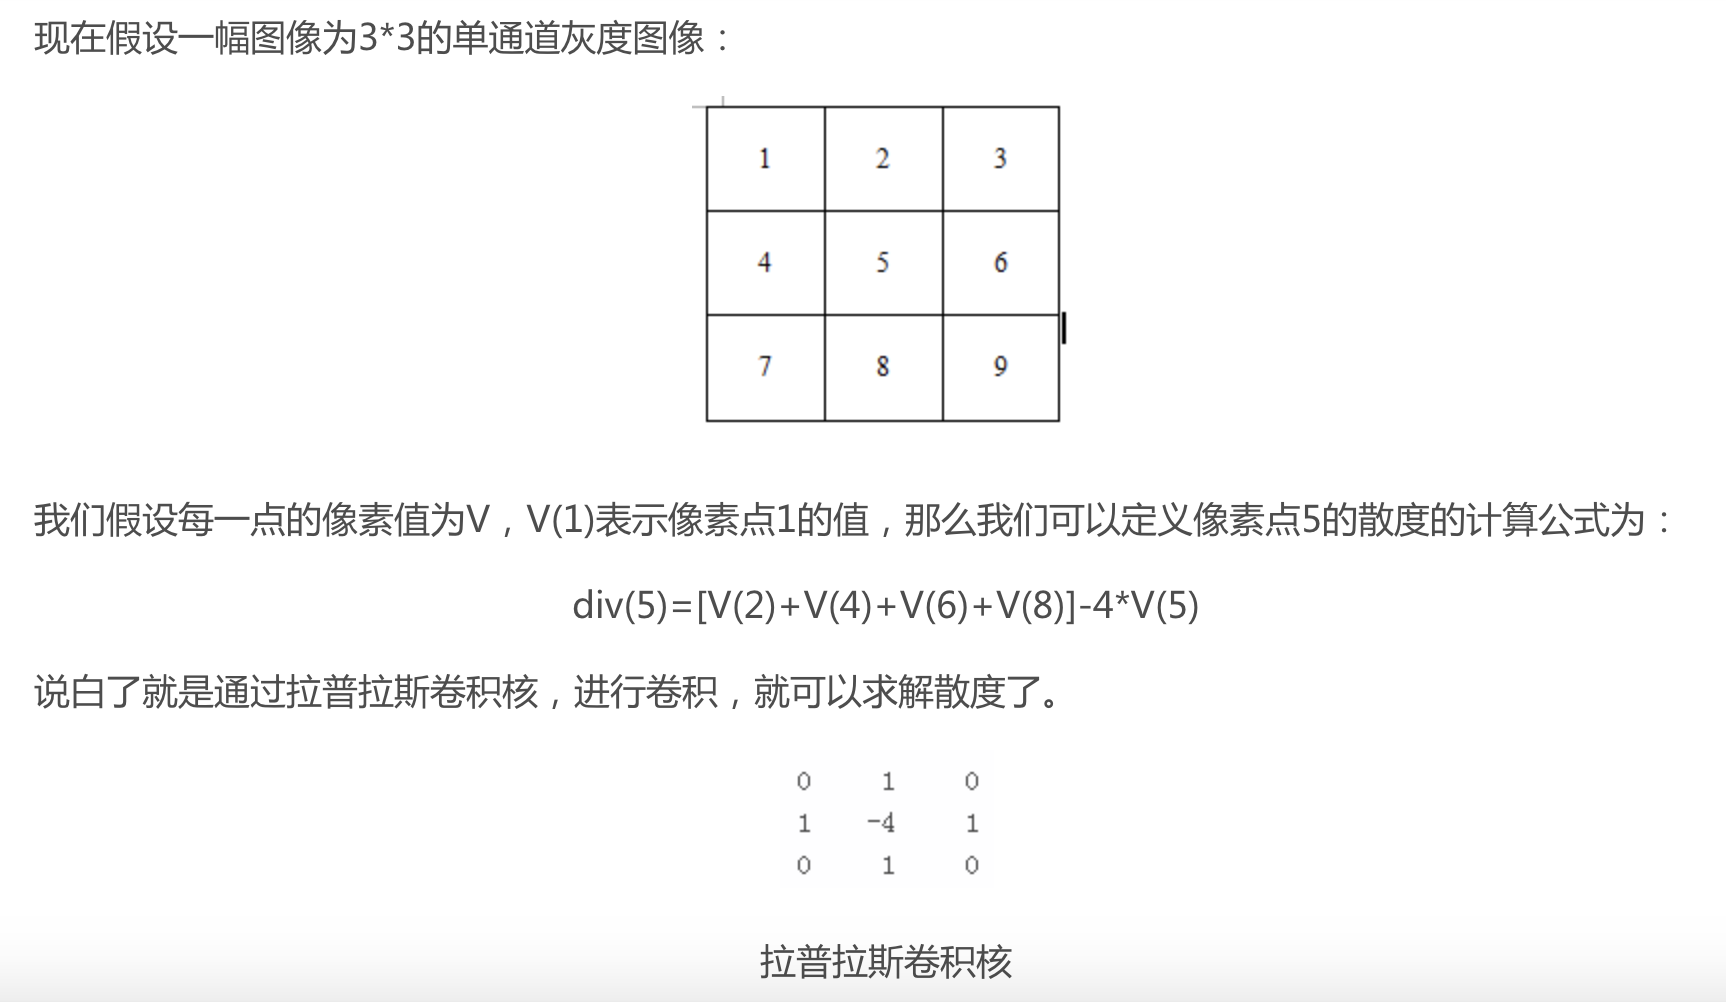 现在假设一幅图像为3*3的单通道灰度图像：
1 2 3
4 5 6
7 8 9
我们假设每一点的像素值为V，V(1)表示像素点1的值，那么我们可以定义像素点5的散度的计算公式为：
div(5)=[V(2)+V(4)+V(6)+V(8)]-4*V(5)
说白了就是通过拉普拉斯卷积核，进行卷积，就可以求解散度了。
0 1 0
1 -4 1
0 1 0
拉普拉斯卷积核